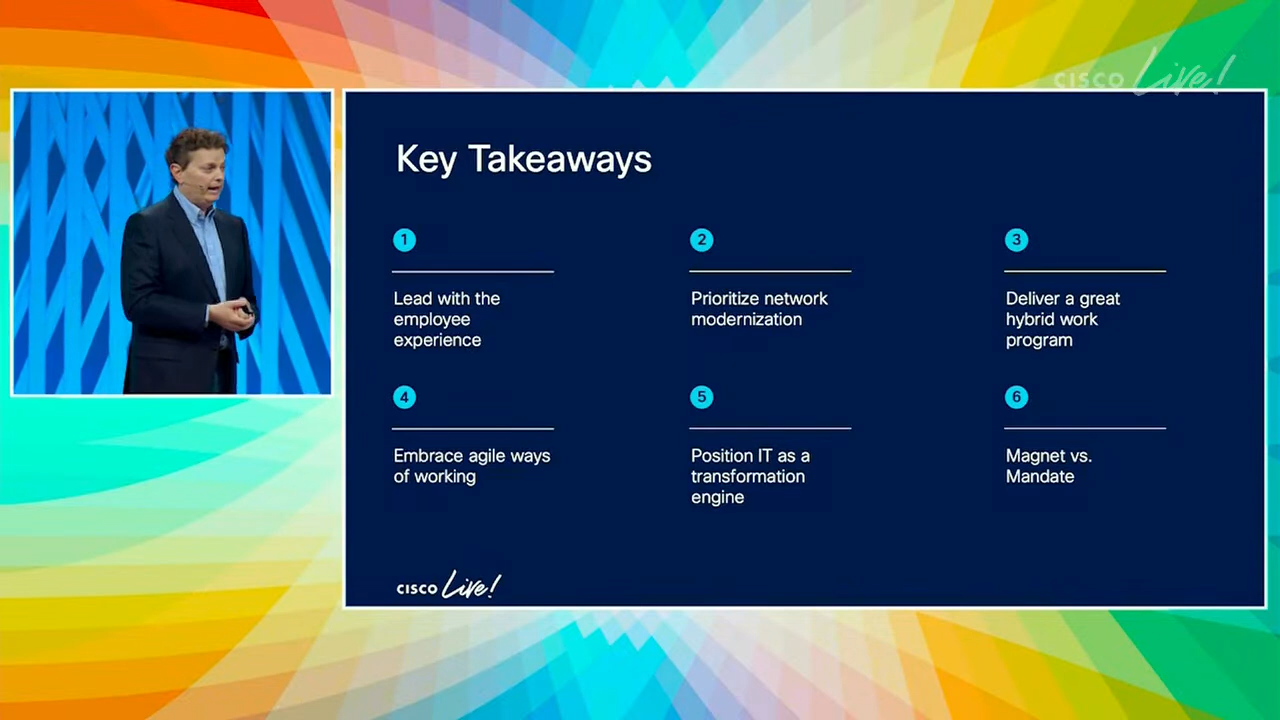 CISCO Live!
Key Takeaways
1
Lead with the
employee
experience
2
Prioritize network
modernization
3
Deliver a great
hybrid work
program
4
Embrace agile ways
of working
5
Position IT as a
transformation
engine
6
Magnet vs.
Mandate
CISCO Live!